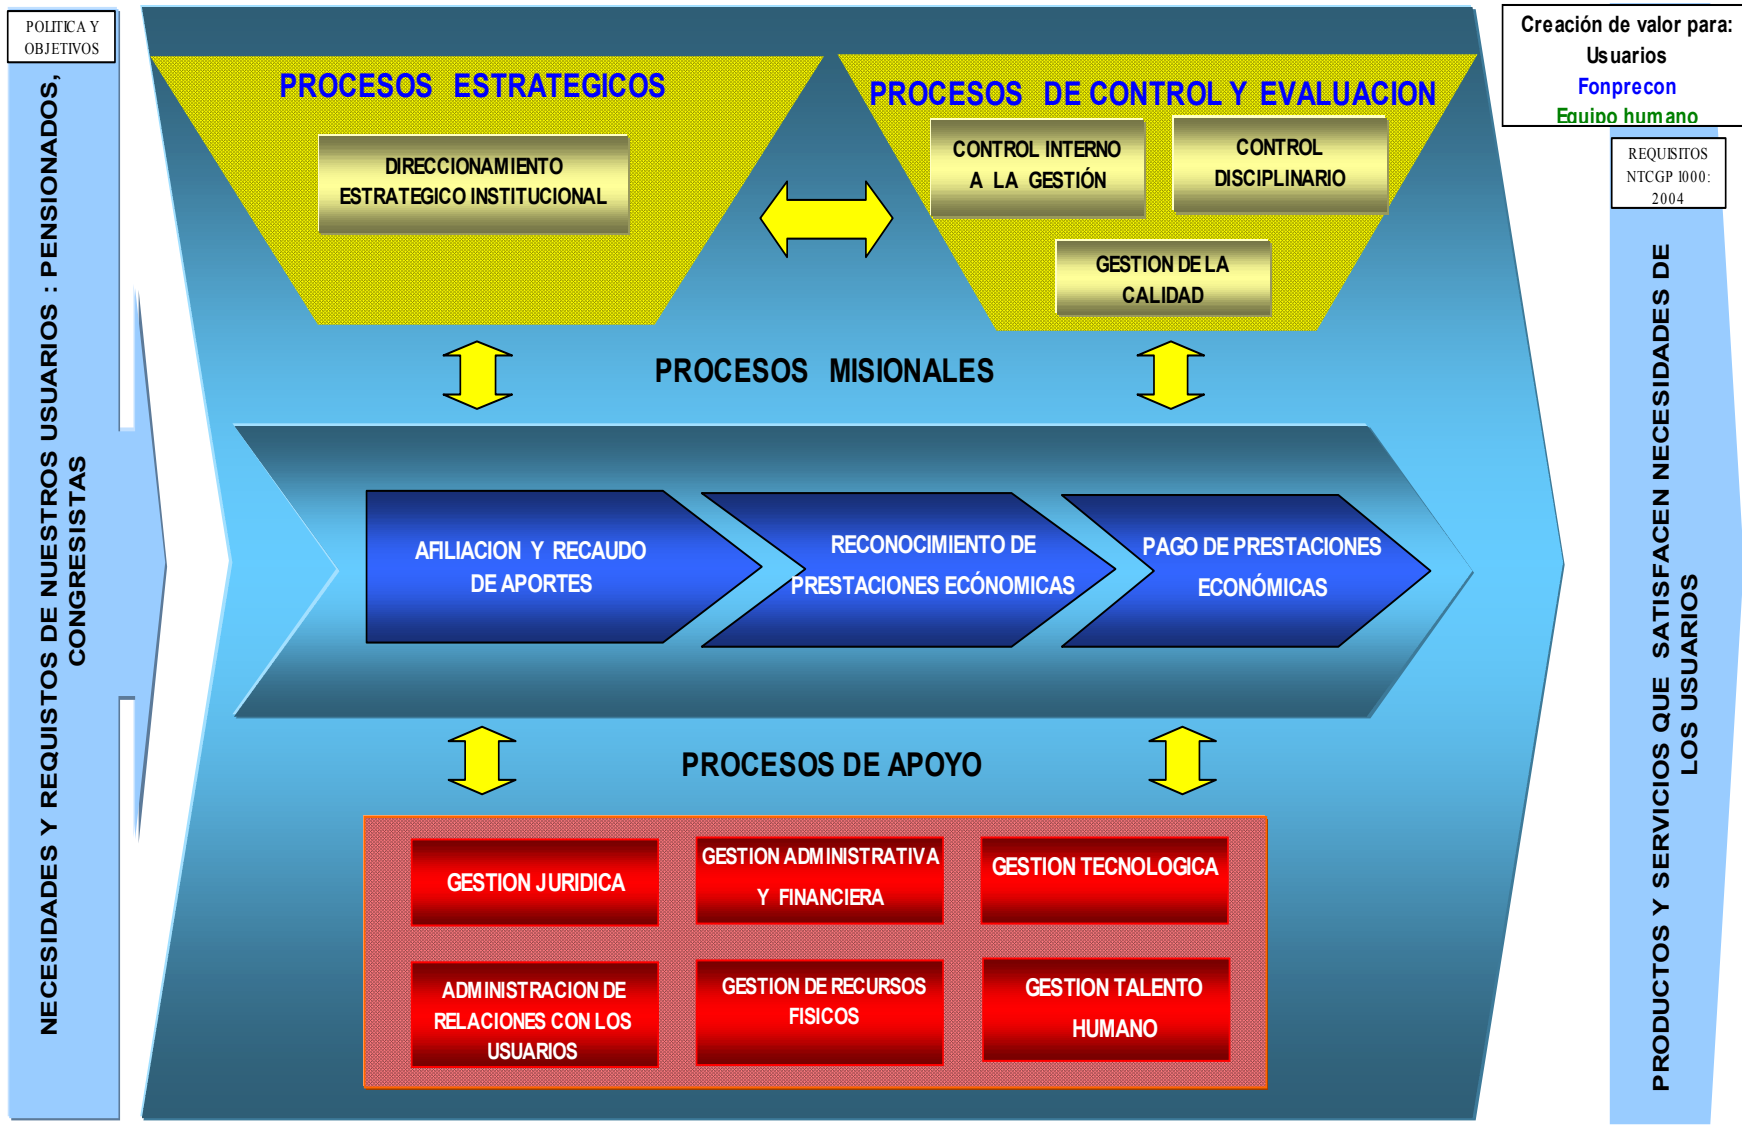 POLITICA Y
OBJETIVOS
NECESIDADES Y REQUISTOS DE NUESTROS USUARIOS : PENSIONADOS,
CONGRESISTAS
PROCESOS ESTRATEGICOS
DIRECCIONAMIENTO
ESTRATEGICO INSTITUCIONAL
PROCESOS DE CONTROL Y EVALUACION
CONTROL INTERNO
A LA GESTIÓN
CONTROL
DISCIPLINARIO
GESTION DE LA
CALIDAD
PROCESOS MISIONALES
AFILIACION Y RECAUDO
DE APORTES
RECONOCIMIENTO DE
PRESTACIONES ECÓNOMICAS
PAGO DE PRESTACIONES
ECONÓMICAS
PROCESOS DE APOYO
GESTION JURIDICA
GESTION ADMINISTRATIVA
Y FINANCIERA
GESTION TECNOLOGICA
ADMINISTRACION DE
RELACIONES CON LOS
USUARIOS
GESTION DE RECURSOS
FISICOS
GESTION TALENTO
HUMANO
Creación de valor para:
Usuarios
Fonprecon
Equipo humano
REQUISITOS
NTCGP 1000:
2004
PRODUCTOS Y SERVICIOS QUE SATISFACEN NECESIDADES DE
LOS USUARIOS